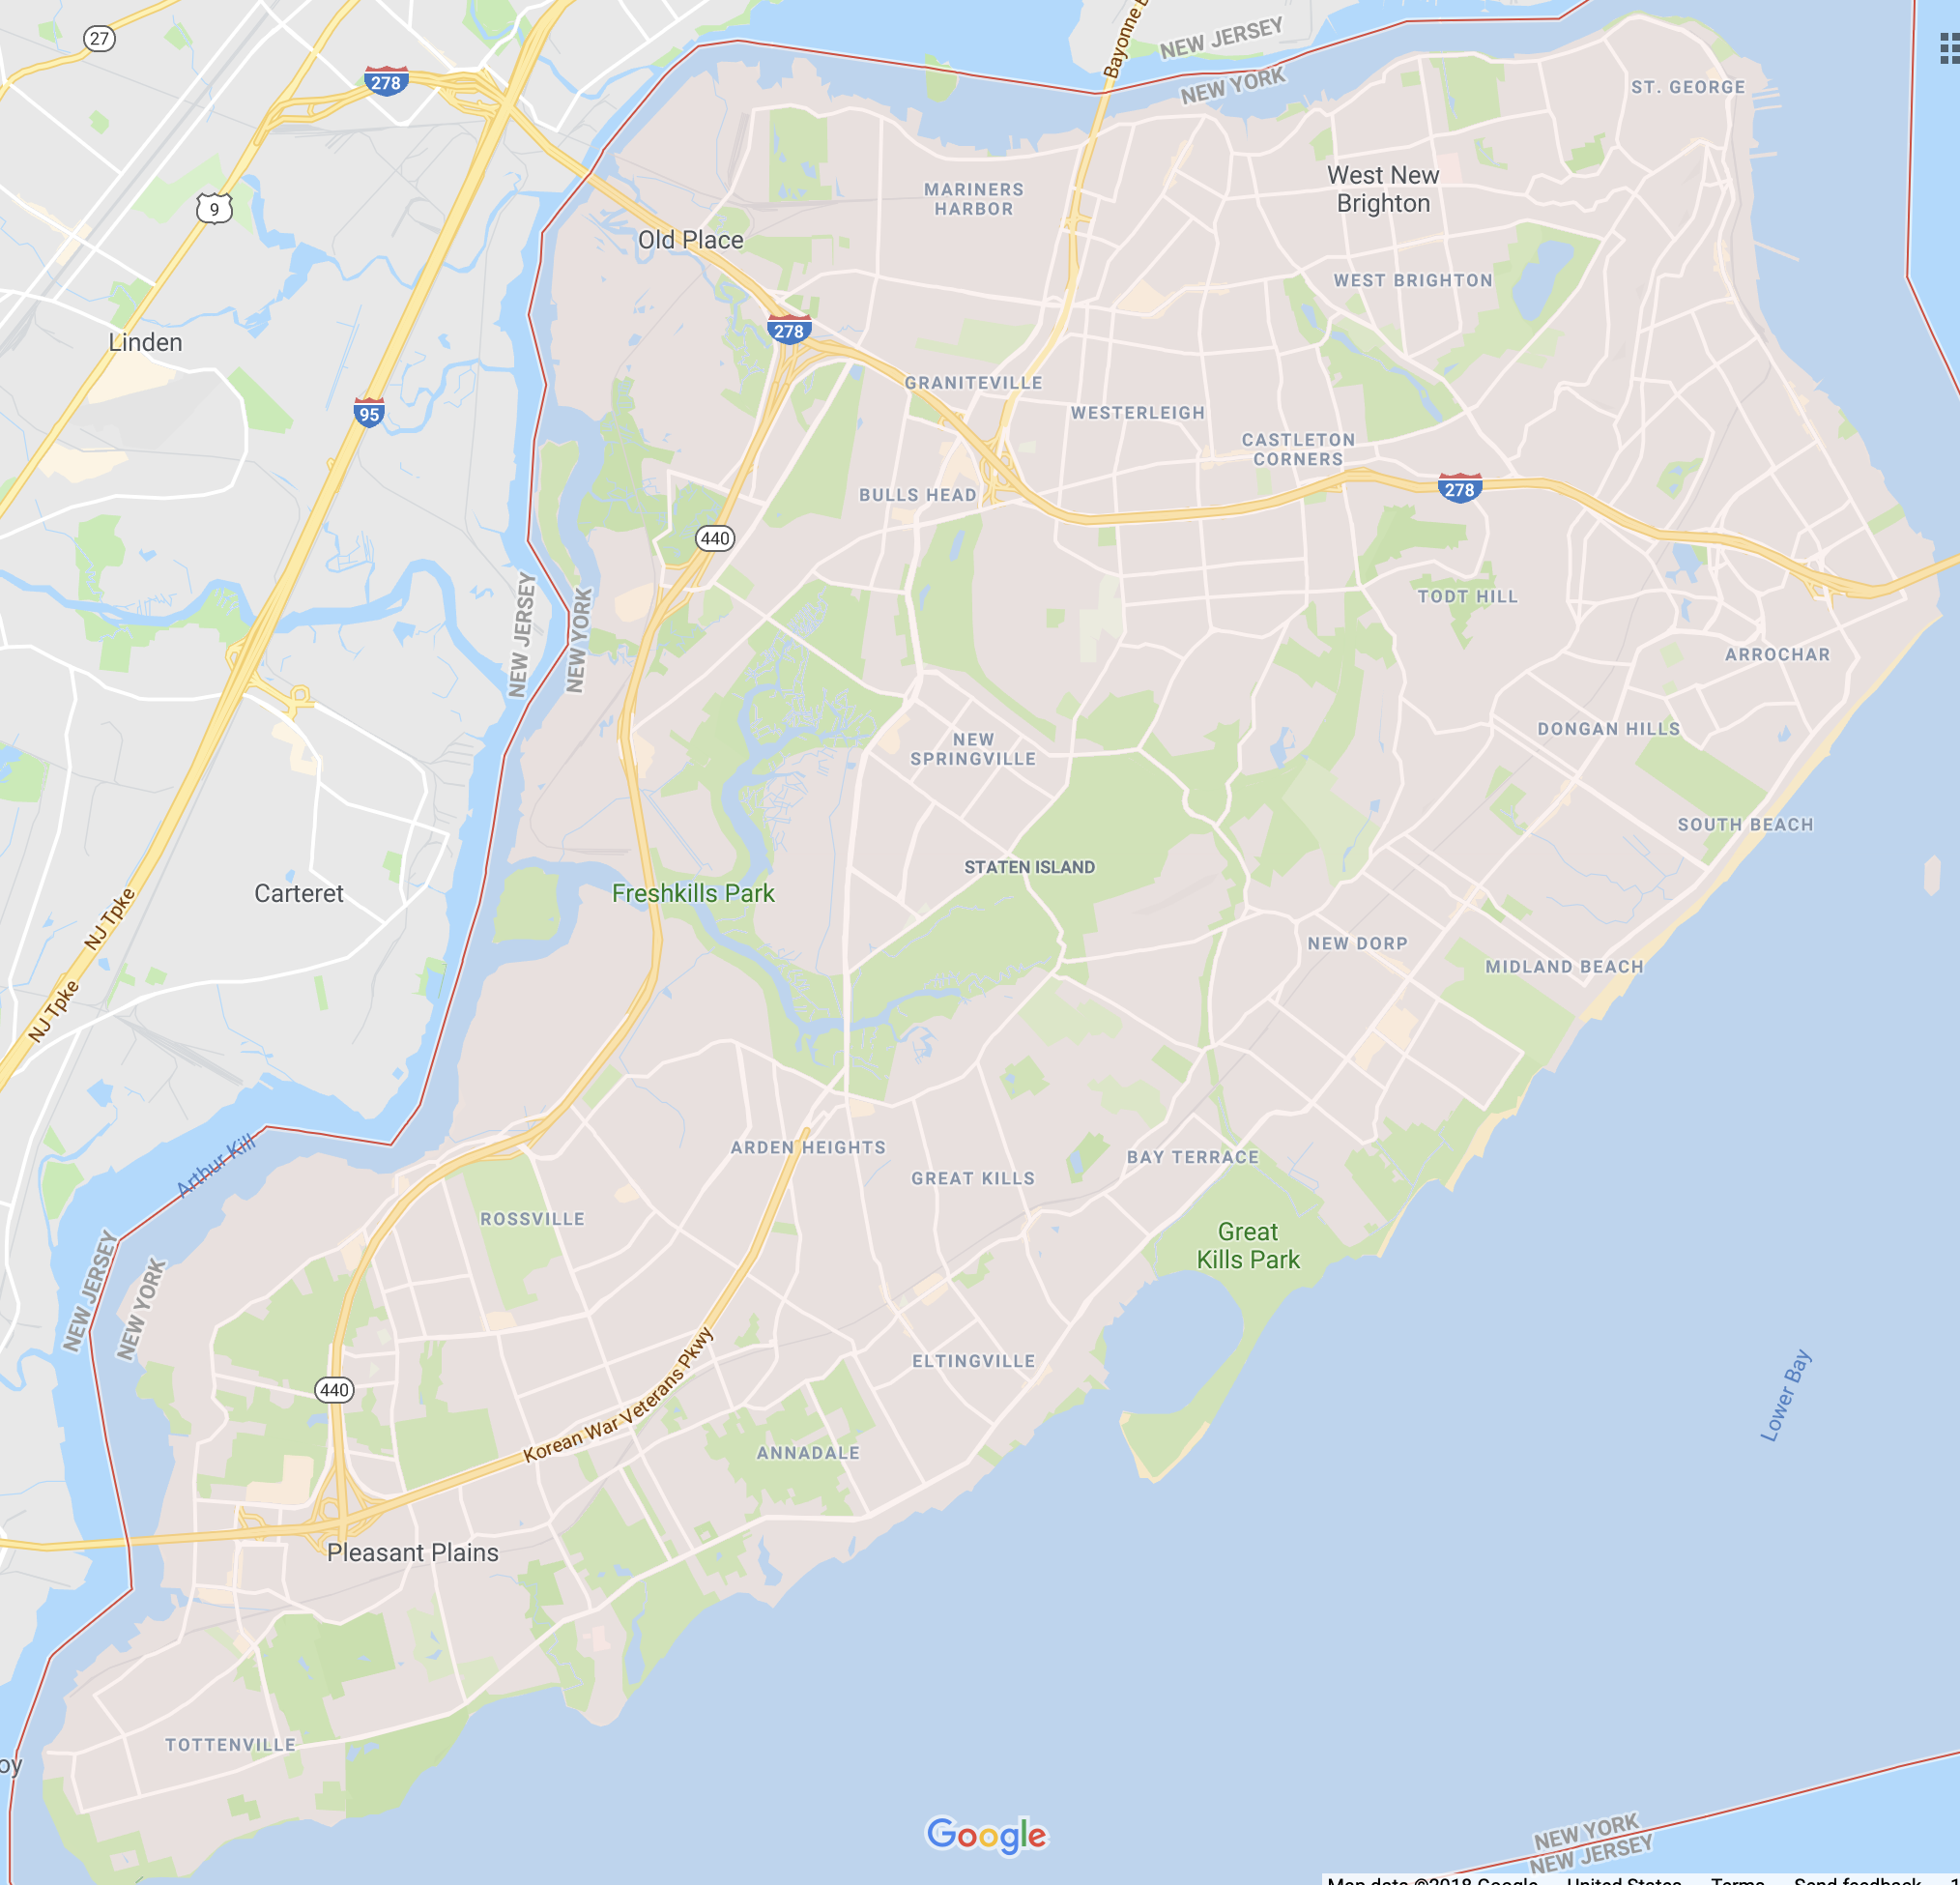 27
Bayonne B
NEW JERSEY
NEW YORK
278
ST. GEORGE
West New
Brighton
MARINERS
HARBOR
9
Old Place
WEST BRIGHTON
278
Linden
GRANITEVILLE
95
WESTERLEIGH
CASTLETON
CORNERS
BULLS HEAD
278
440
NEW JERSEY
NEW YORK
TODT HILL
ARROCHAR
DONGAN HILLS
NEW
SPRINGVILLE
SOUTH BEACH
STATEN ISLAND
Carteret
Freshkills Park
NJ Tpke
NEW DORP
MIDLAND BEACH
NJ Tpke
Arthur Kill
ARDEN HEIGHTS
BAY TERRACE
GREAT KILLS
ROSSVILLE
Great
Kills Park
NEW JERSEY
NEW YORK
ELTINGVILLE
440
Korean War Veterans Pkwy
Lower Bay
ANNADALE
Pleasant Plains
TOTTENVILLE
oy
Google
NEW YORK
NEW JERSEY
Map data ©2018 Google United States Terms Send feedback 1